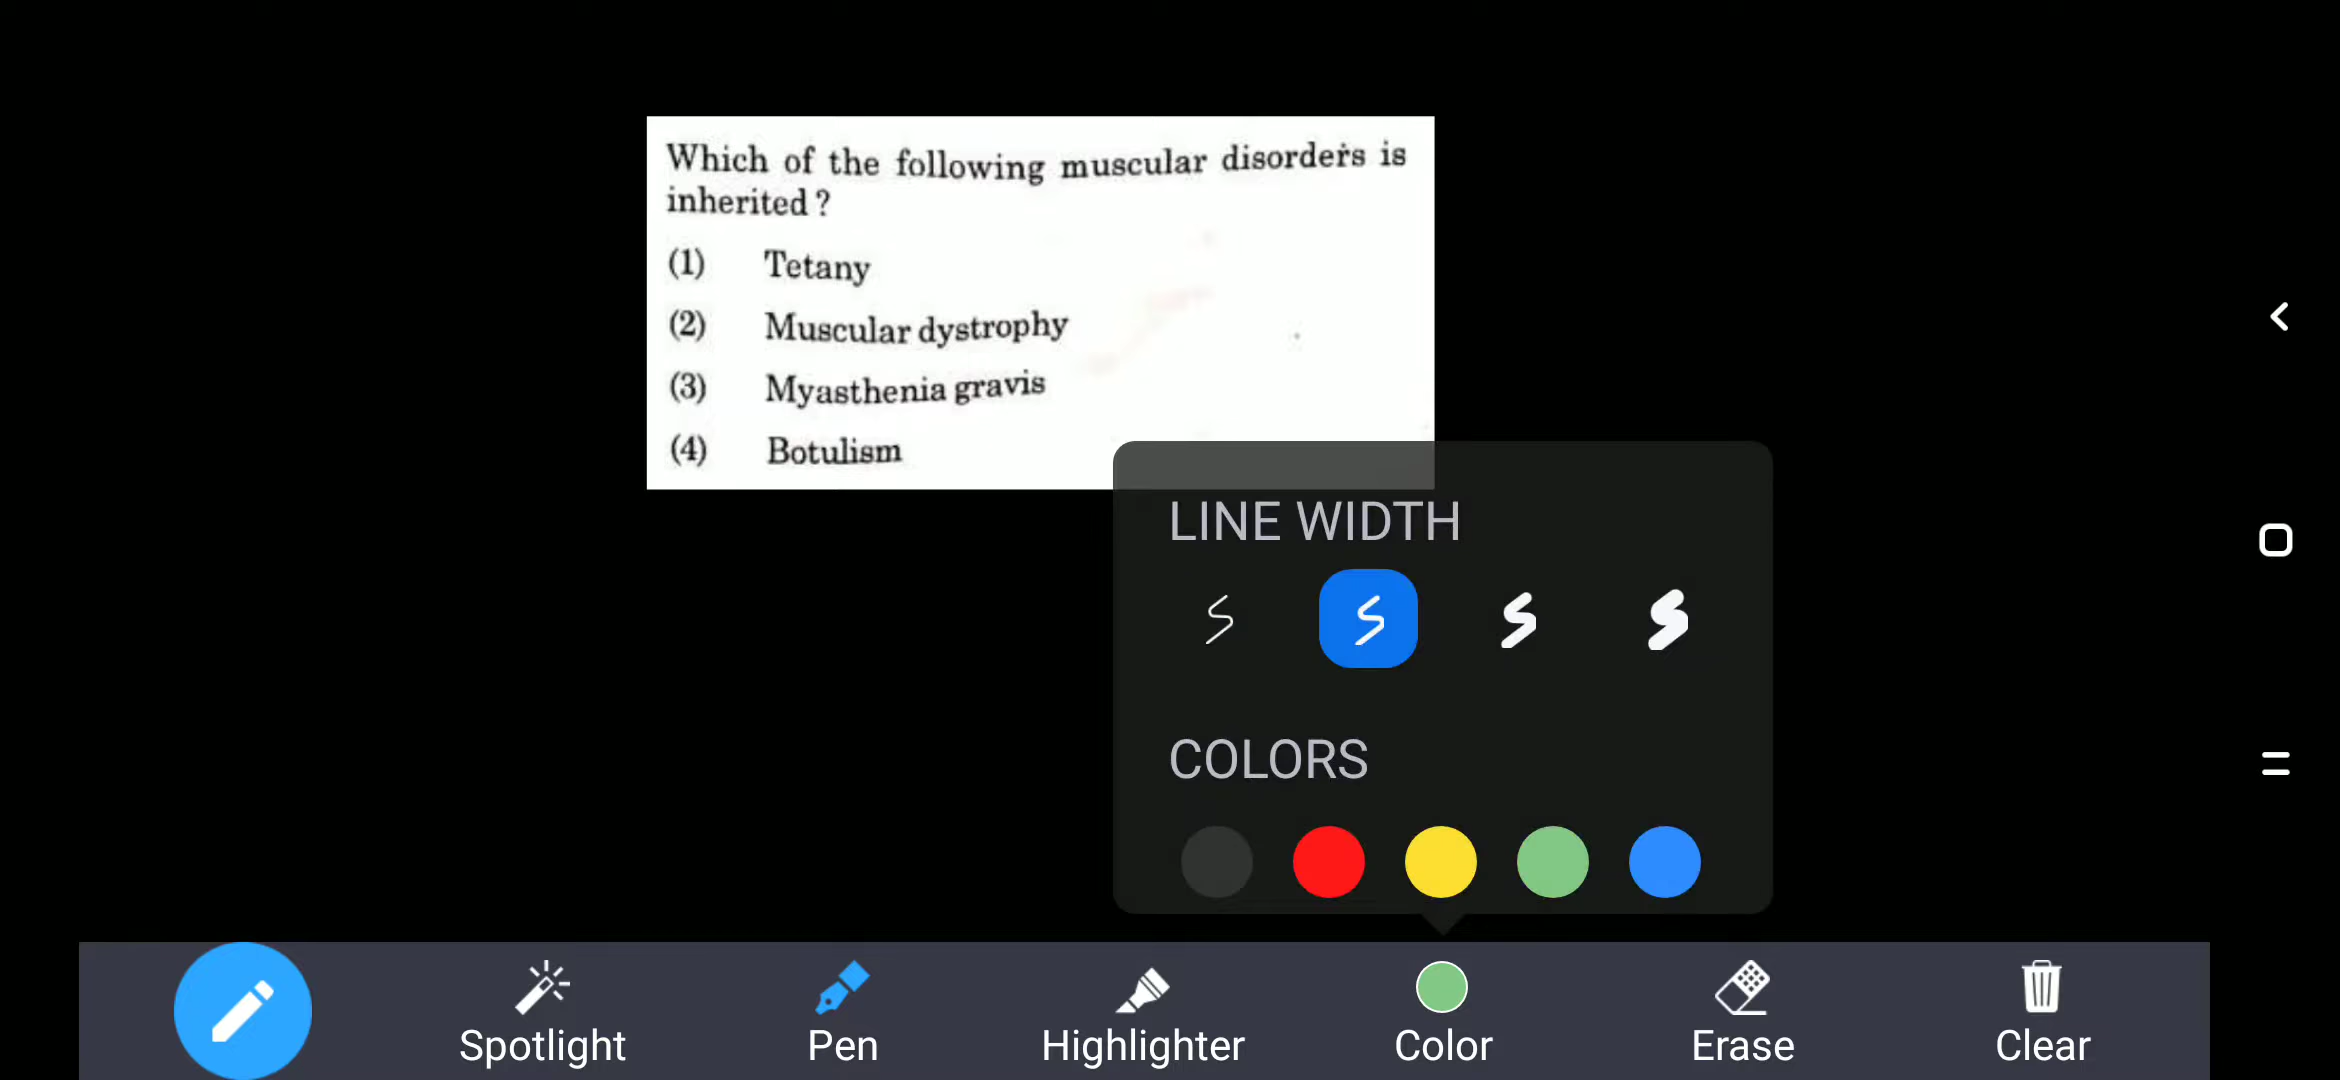 Which of the following muscular disorders is
inherited ?
(1) Tetany
(2) Muscular dystrophy
(3) Myasthenia gravis
(4) Botulism
LINE WIDTH
COLORS
Spotlight
Pen
Highlighter
Color
Erase
Clear